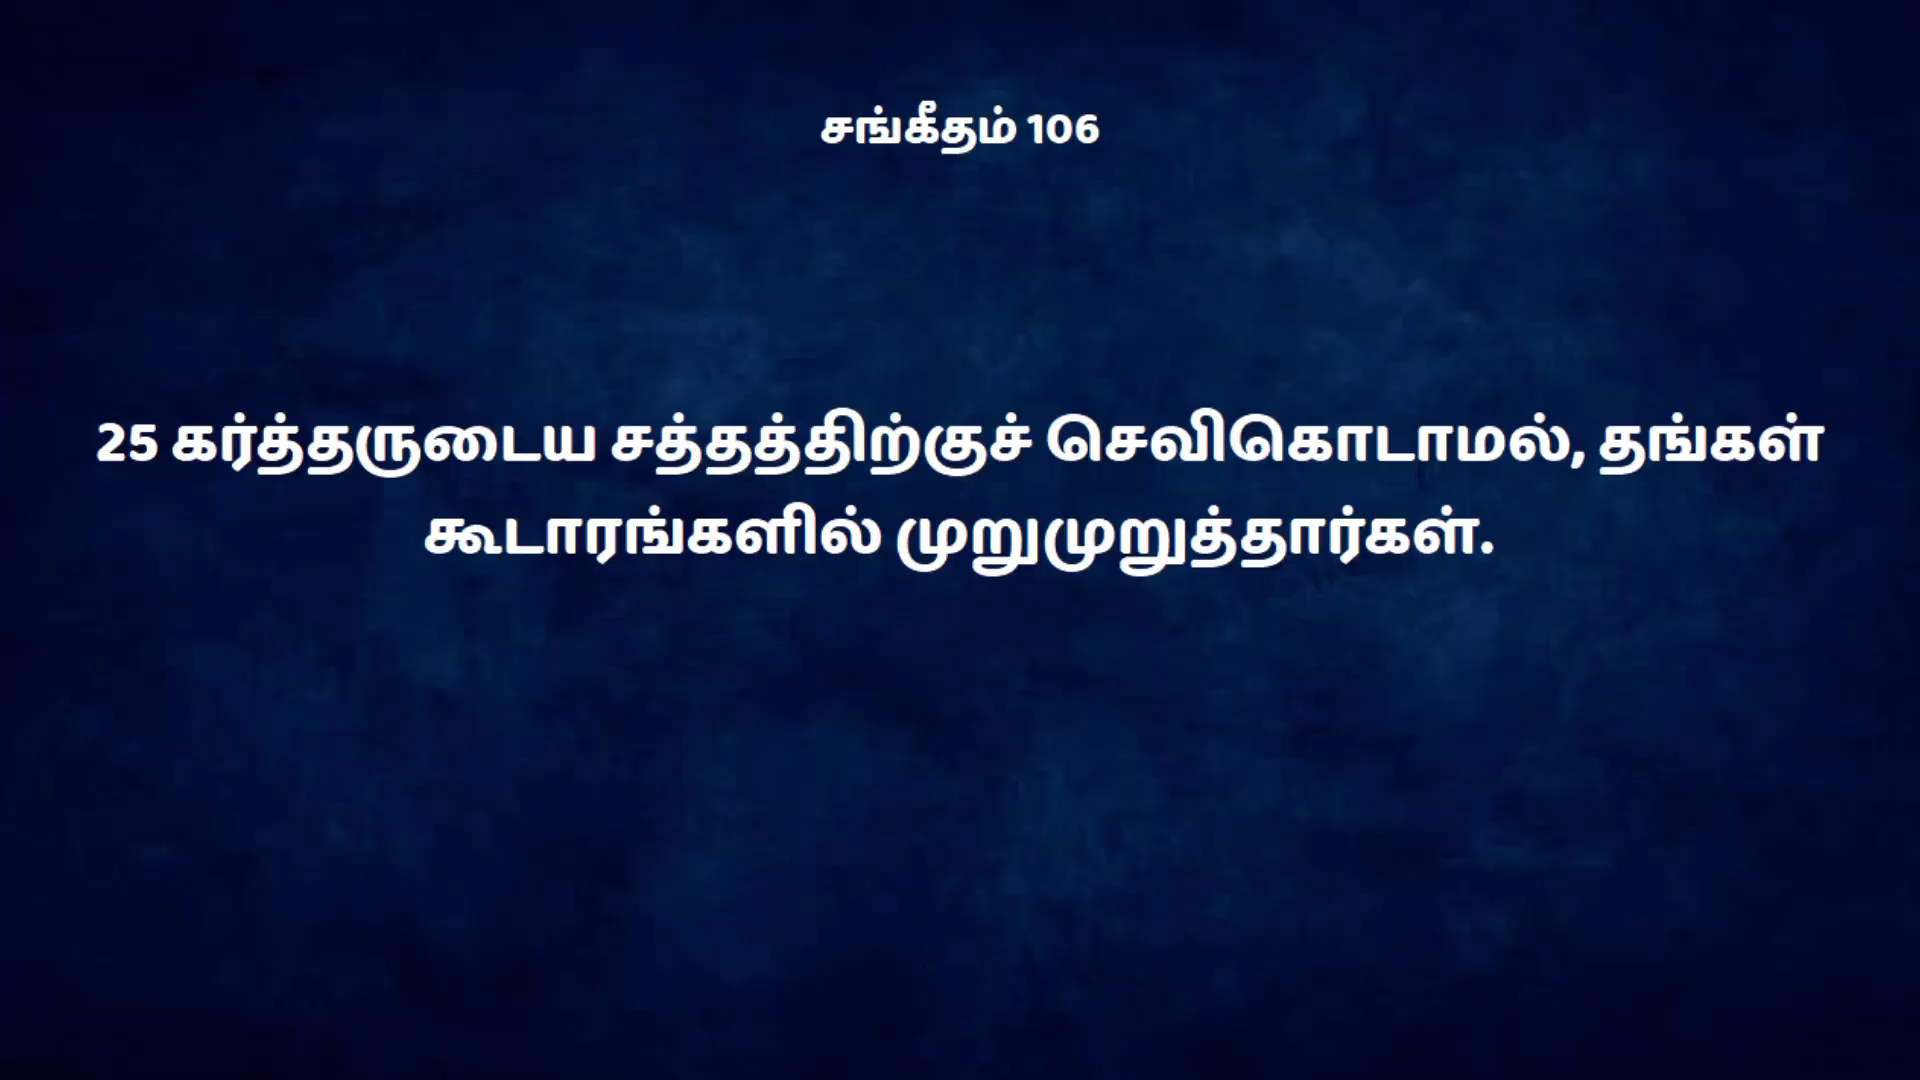 சங்கீதம் 106
25 கர்த்தருடைய சத்தத்திற்குச் செவிகொடாமல், தங்கள்
கூடாரங்களில் முறுமுறுத்தார்கள்.